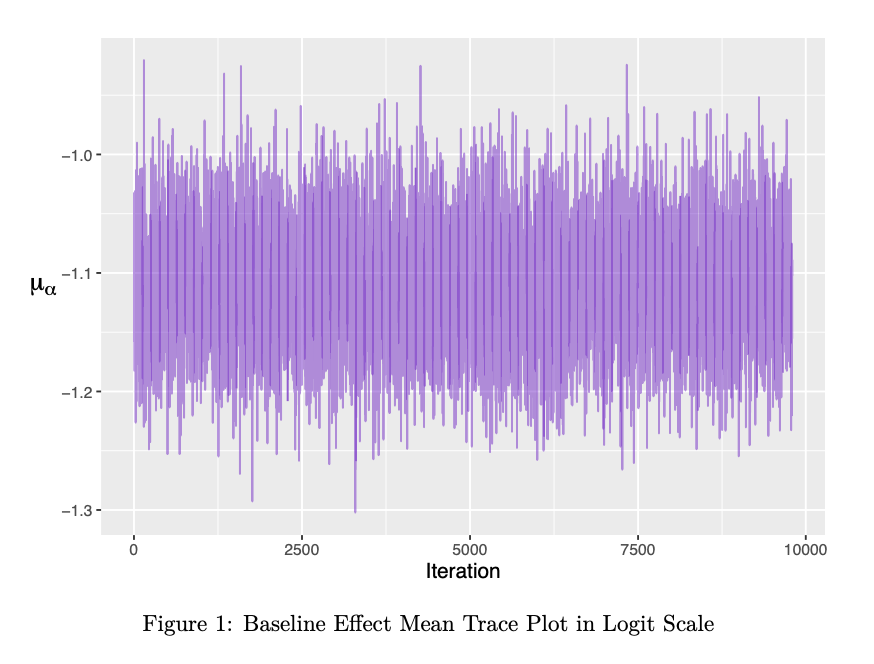 −1.0
−1.1
−1.2
−1.3
μα
0 2500 5000 7500 10000
Iteration
Figure 1: Baseline Effect Mean Trace Plot in Logit Scale